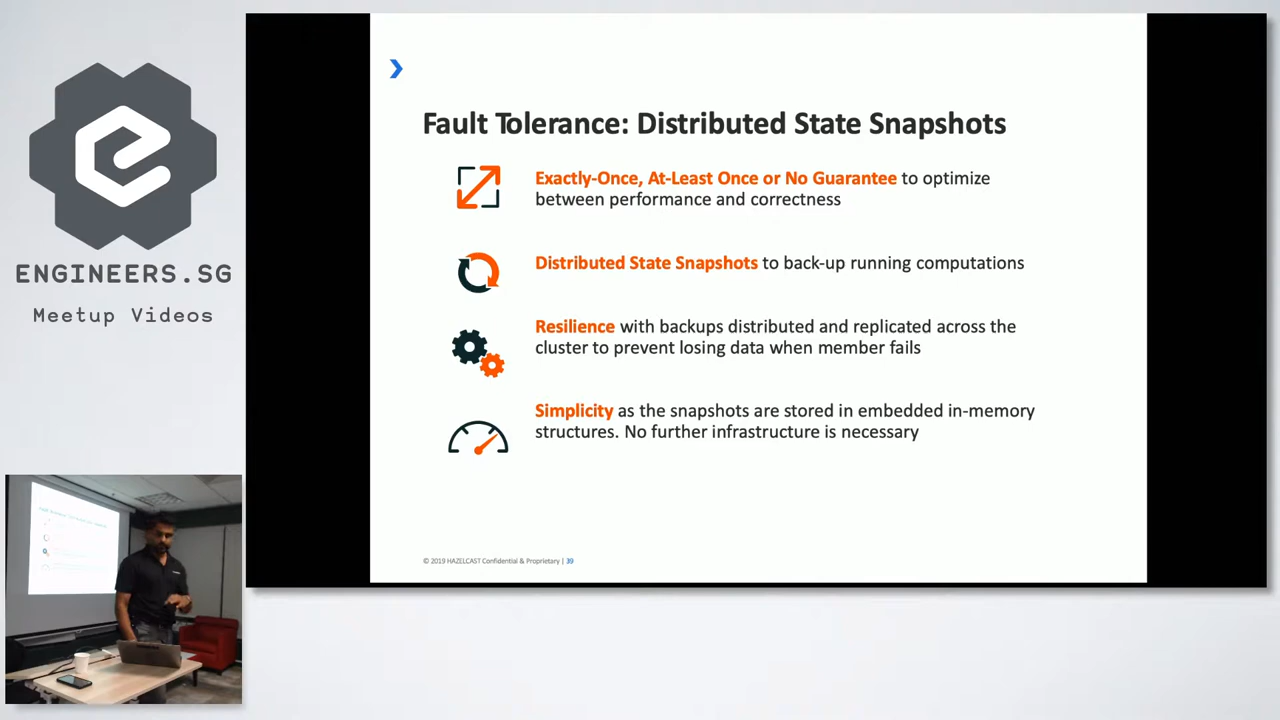 ENGINEERS.SG
Meetup Videos
Fault Tolerance: Distributed State Snapshots
Exactly-Once, At-Least Once or No Guarantee to optimize
between performance and correctness
Distributed State Snapshots to back-up running computations
Resilience with backups distributed and replicated across the
cluster to prevent losing data when member fails
Simplicity as the snapshots are stored in embedded in-memory
structures. No further infrastructure is necessary
© 2019 HAZELCAST Confidential & Proprietary | 39